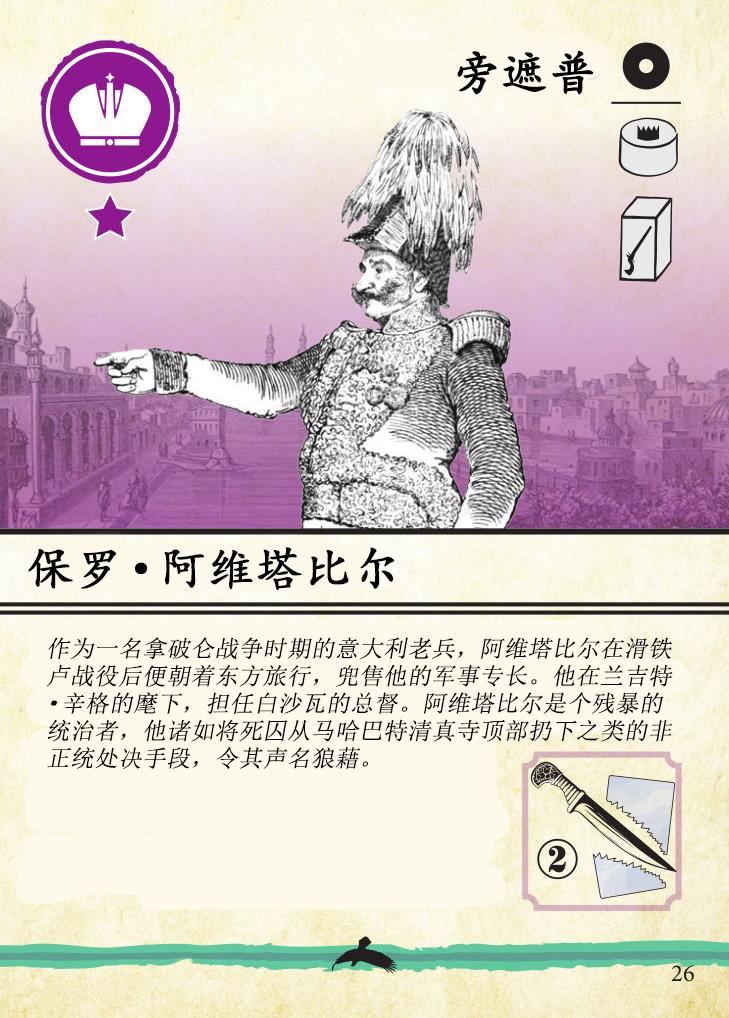 旁遮普
保罗·阿维塔比尔
作为一名拿破仑战争时期的意大利老兵，阿维塔比尔在滑铁
卢战役后便朝着东方旅行，兜售他的军事专长。他在兰吉特
·辛格的麾下，担任白沙瓦的总督。阿维塔比尔是个残暴的
统治者，他诸如将死囚从马哈巴特清真寺顶部扔下之类的非
正统处决手段，令其声名狼藉。
2
26